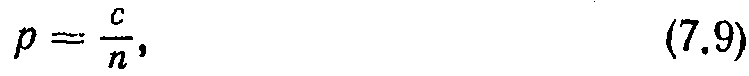 p = c/n, (7.9)